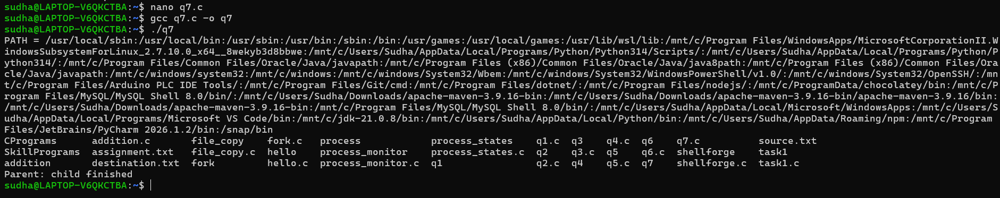 sudha@LAPTOP-V6QKCTBA:~$ nano q7.c
sudha@LAPTOP-V6QKCTBA:~$ gcc q7.c -o q7
sudha@LAPTOP-V6QKCTBA:~$ ./q7
PATH = /usr/local/sbin:/usr/local/bin:/usr/sbin:/usr/bin:/sbin:/bin:/usr/games:/usr/local/games:/usr/lib/wsl/lib:/mnt/c/Program Files/WindowsApps/MicrosoftCorporationII.W
indowsSubsystemForLinux_2.7.10.0_x64__8wekyb3d8bbwe:/mnt/c/Users/Sudha/AppData/Local/Programs/Python/Python314/Scripts/:/mnt/c/Users/Sudha/AppData/Local/Programs/Python/P
ython314/:/mnt/c/Program Files/Common Files/Oracle/Java/javapath:/mnt/c/Program Files (x86)/Common Files/Oracle/Java/java8path:/mnt/c/Program Files (x86)/Common Files/Ora
cle/Java/javapath:/mnt/c/windows/system32:/mnt/c/windows:/mnt/c/windows/System32/Wbem:/mnt/c/windows/System32/WindowsPowerShell/v1.0/:/mnt/c/windows/System32/OpenSSH/:/mn
t/c/Program Files/Arduino PLC IDE Tools/:/mnt/c/Program Files/Git/cmd:/mnt/c/Program Files/dotnet/:/mnt/c/Program Files/nodejs/:/mnt/c/ProgramData/chocolatey/bin:/mnt/c/P
rogram Files/MySQL/MySQL Shell 8.0/bin/:/mnt/c/Users/Sudha/Downloads/apache-maven-3.9.16-bin:/mnt/c/Users/Sudha/Downloads/apache-maven-3.9.16-bin/apache-maven-3.9.16/bin:
/mnt/c/Users/Sudha/Downloads/apache-maven-3.9.16-bin:/mnt/c/Program Files/MySQL/MySQL Shell 8.0/bin/:/mnt/c/Users/Sudha/AppData/Local/Microsoft/WindowsApps:/mnt/c/Users/S
udha/AppData/Local/Programs/Microsoft VS Code/bin:/mnt/c/jdk-21.0.8/bin:/mnt/c/Users/Sudha/AppData/Local/Python/bin:/mnt/c/Users/Sudha/AppData/Roaming/npm:/mnt/c/Program
Files/JetBrains/PyCharm 2026.1.2/bin:/snap/bin
CPrograms addition.c file_copy fork.c process process_states q1.c q3 q4.c q6 q7.c source.txt
SkillPrograms assignment.txt file_copy.c hello process_monitor process_states.c q2 q3.c q5 q6.c shellforge task1
addition destination.txt fork hello.c process_monitor.c q1 q2.c q4 q5.c q7 shellforge.c task1.c
Parent: child finished
sudha@LAPTOP-V6QKCTBA:~$